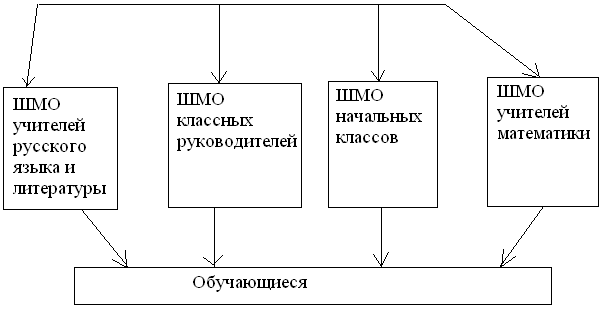 ШМО
учителей
русского
языка и
литературы
ШМО
классных
руководителей
ШМО
начальных
классов
ШМО
учителей
математики
Обучающиеся